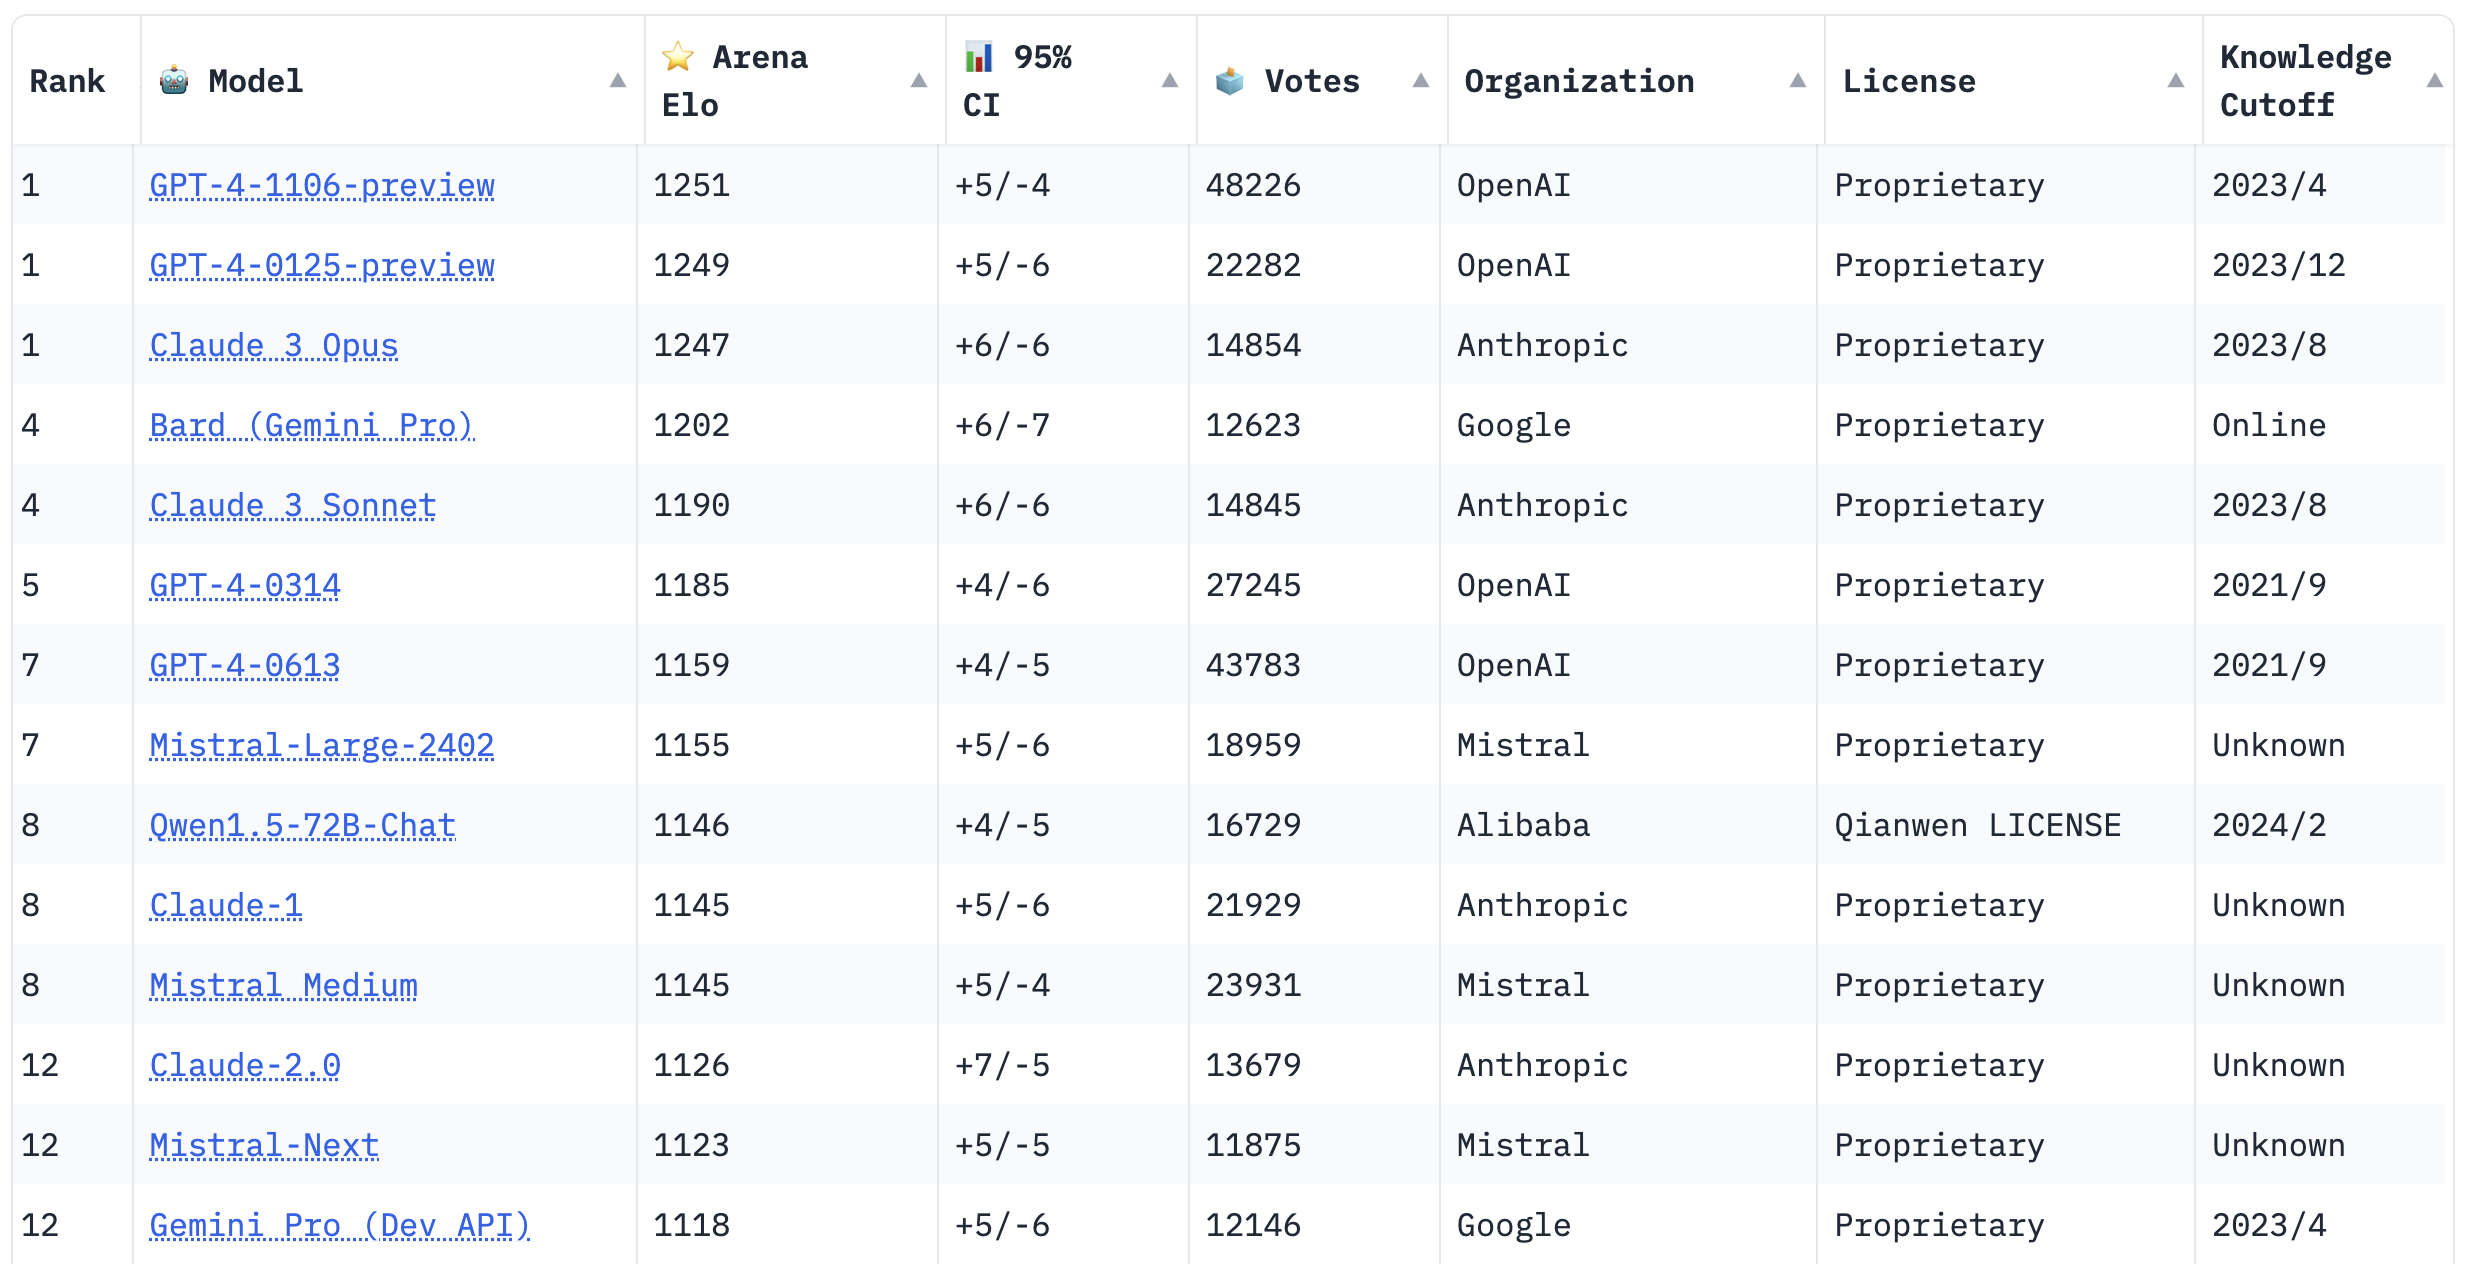 Rank 🤖 Model ▲ ⭐ Arena Elo ▲ 📊 95% CI ▲ 🗳️ Votes ▲ Organization ▲ License ▲ Knowledge Cutoff ▲
1 GPT-4-1106-preview 1251 +5/-4 48226 OpenAI Proprietary 2023/4
1 GPT-4-0125-preview 1249 +5/-6 22282 OpenAI Proprietary 2023/12
1 Claude 3 Opus 1247 +6/-6 14854 Anthropic Proprietary 2023/8
4 Bard (Gemini Pro) 1202 +6/-7 12623 Google Proprietary Online
4 Claude 3 Sonnet 1190 +6/-6 14845 Anthropic Proprietary 2023/8
5 GPT-4-0314 1185 +4/-6 27245 OpenAI Proprietary 2021/9
7 GPT-4-0613 1159 +4/-5 43783 OpenAI Proprietary 2021/9
7 Mistral-Large-2402 1155 +5/-6 18959 Mistral Proprietary Unknown
8 Qwen1.5-72B-Chat 1146 +4/-5 16729 Alibaba Qianwen LICENSE 2024/2
8 Claude-1 1145 +5/-6 21929 Anthropic Proprietary Unknown
8 Mistral Medium 1145 +5/-4 23931 Mistral Proprietary Unknown
12 Claude-2.0 1126 +7/-5 13679 Anthropic Proprietary Unknown
12 Mistral-Next 1123 +5/-5 11875 Mistral Proprietary Unknown
12 Gemini Pro (Dev API) 1118 +5/-6 12146 Google Proprietary 2023/4